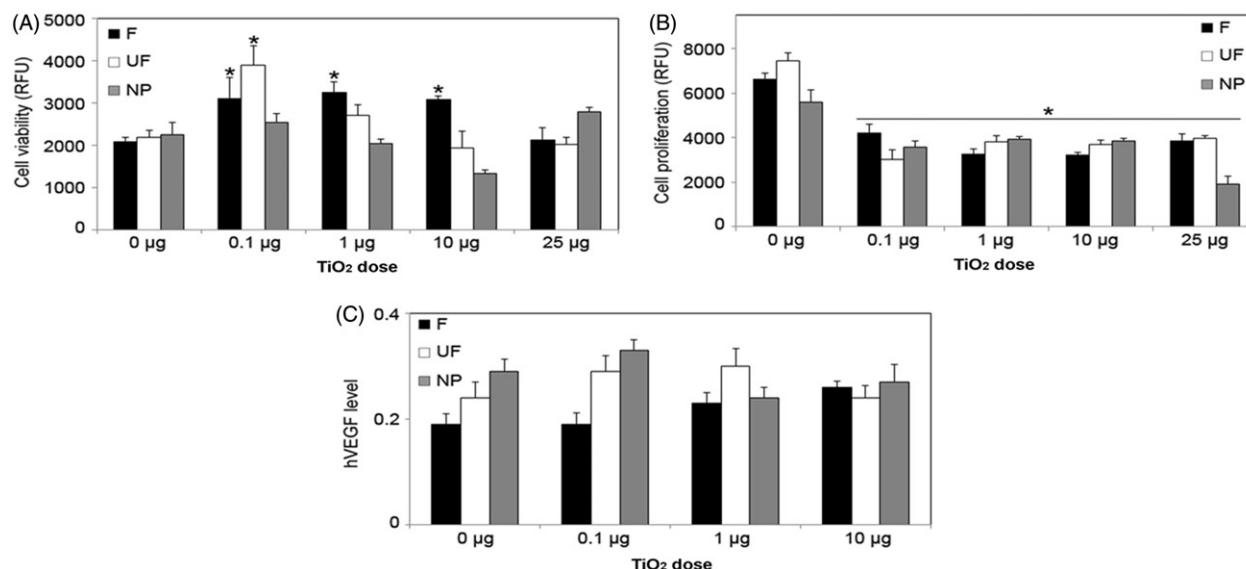 (A)
Cell viability (RFU)
5000
4000
3000
2000
1000
0
F
UF
NP
*
*
*
*
0 µg
0.1 µg
1 µg
10 µg
25 µg
TiO₂ dose
(B)
Cell proliferation (RFU)
8000
6000
4000
2000
0
F
UF
NP
*
0 µg
0.1 µg
1 µg
10 µg
25 µg
TiO₂ dose
(C)
hVEGF level
0.4
0.2
0
F
UF
NP
0 µg
0.1 µg
1 µg
10 µg
TiO₂ dose